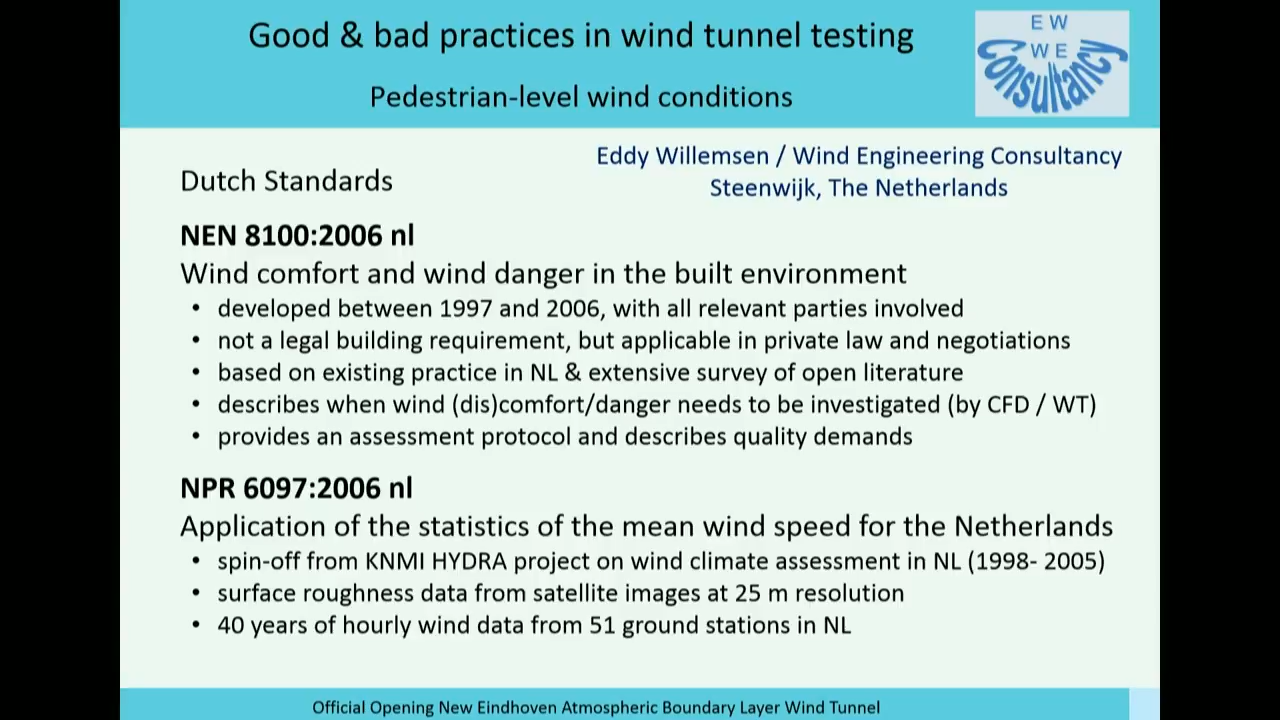 Good & bad practices in wind tunnel testing
Pedestrian-level wind conditions
E W
W E
Consultancy
Eddy Willemsen / Wind Engineering Consultancy
Steenwijk, The Netherlands
Dutch Standards
NEN 8100:2006 nl
Wind comfort and wind danger in the built environment
• developed between 1997 and 2006, with all relevant parties involved
• not a legal building requirement, but applicable in private law and negotiations
• based on existing practice in NL & extensive survey of open literature
• describes when wind (dis)comfort/danger needs to be investigated (by CFD / WT)
• provides an assessment protocol and describes quality demands
NPR 6097:2006 nl
Application of the statistics of the mean wind speed for the Netherlands
• spin-off from KNMI HYDRA project on wind climate assessment in NL (1998- 2005)
• surface roughness data from satellite images at 25 m resolution
• 40 years of hourly wind data from 51 ground stations in NL
Official Opening New Eindhoven Atmospheric Boundary Layer Wind Tunnel